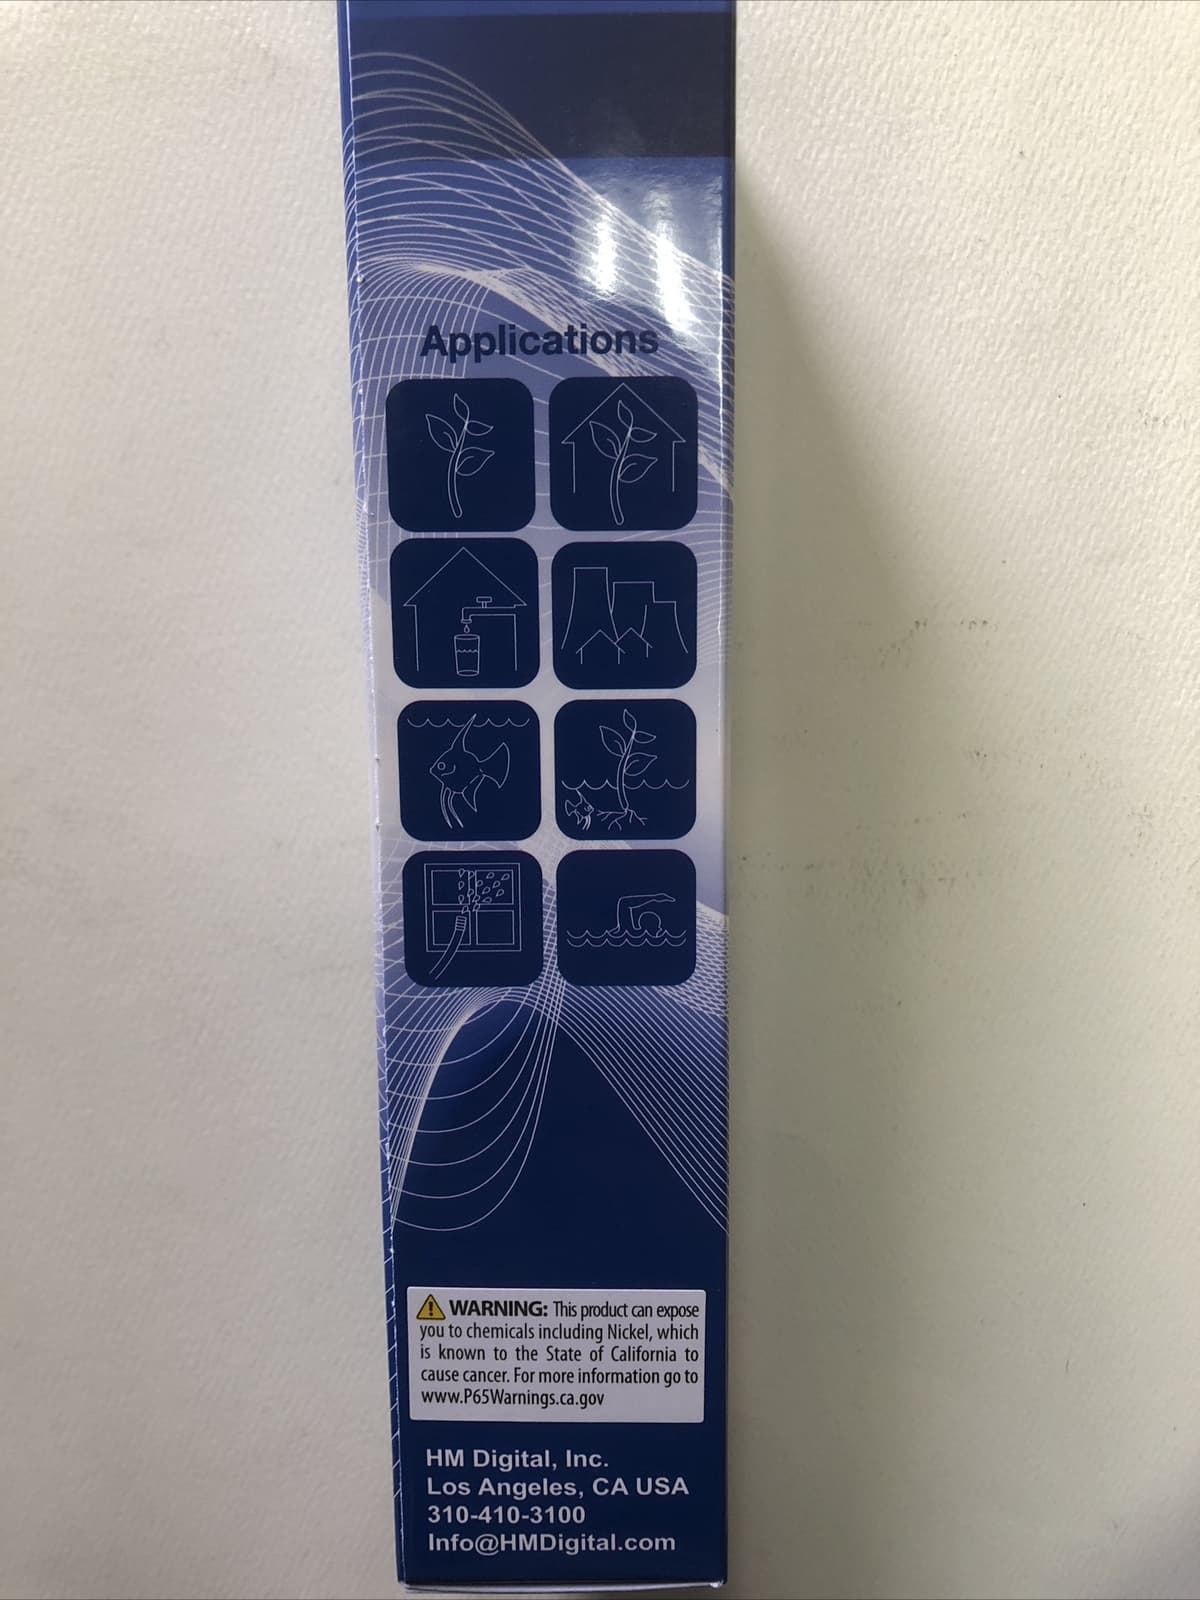 Applications
WARNING: This product can expose
you to chemicals including Nickel, which
is known to the State of California to
cause cancer. For more information go to
www.P65Warnings.ca.gov
HM Digital, Inc.
Los Angeles, CA USA
310-410-3100
Info@HMDigital.com